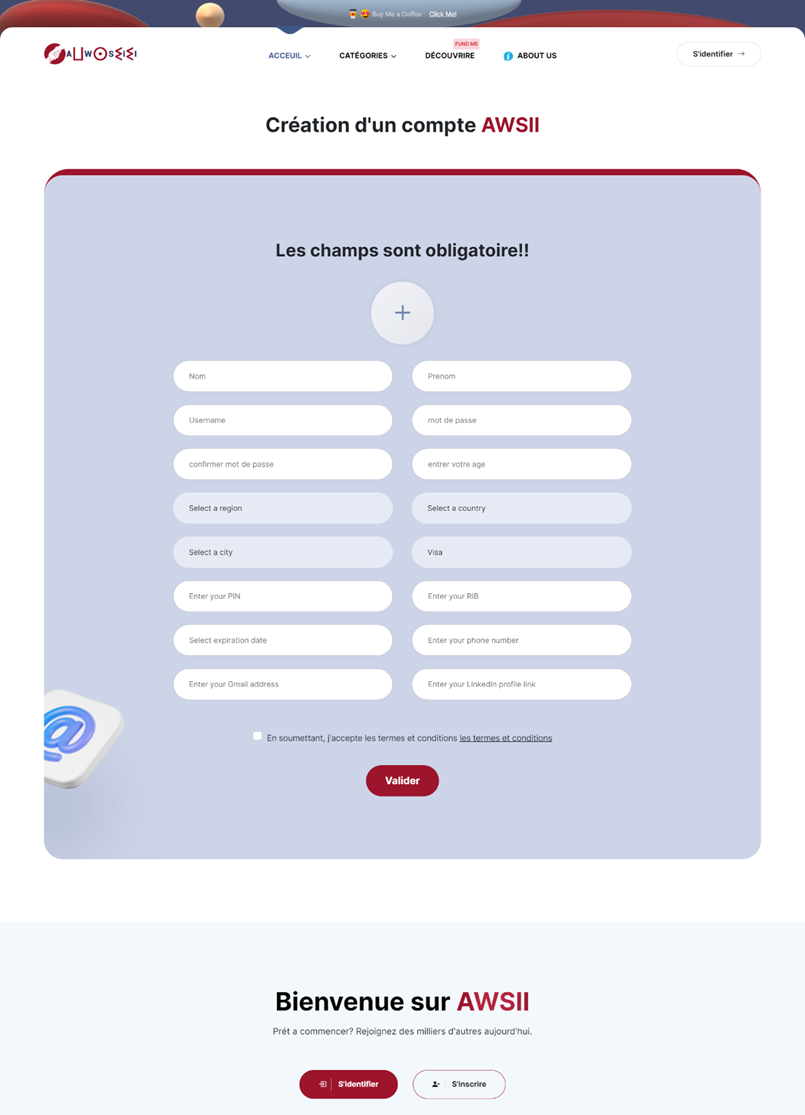 Buy Me a Coffee Click Me!
FUND ME
ACCEUIL CATÉGORIES DÉCOUVRIRE ABOUT US S'identifier
Création d'un compte AWSII
Les champs sont obligatoire!!
Nom Prenom
Username mot de passe
confirmer mot de passe entrer votre age
Select a region Select a country
Select a city Visa
Enter your PIN Enter your RIB
Select expiration date Enter your phone number
Enter your Gmail address Enter your LinkedIn profile link
En soumettant, j'accepte les termes et conditions les termes et conditions
Valider
Bienvenue sur AWSII
Prét a commencer? Rejoignez des milliers d'autres aujourd'hui.
S'identifier S'inscrire